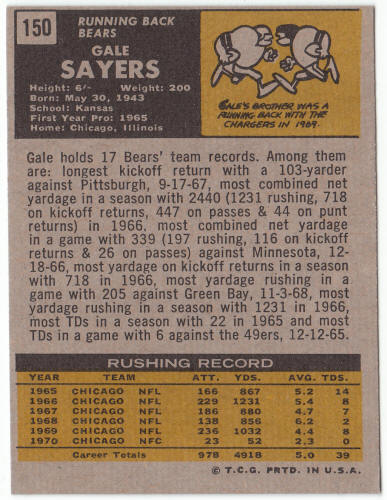 150
RUNNING BACK
BEARS
GALE
SAYERS
Height: 6'- Weight: 200
Born: May 30, 1943
School: Kansas
First Year Pro: 1965
Home: Chicago, Illinois
GALE'S BROTHER WAS A
RUNNING BACK WITH THE
CHARGERS IN 1969.
Gale holds 17 Bears' team records. Among them
are: longest kickoff return with a 103-yarder
against Pittsburgh, 9-17-67, most combined net
yardage in a season with 2440 (1231 rushing, 718
on kickoff returns, 447 on passes & 44 on punt
returns) in 1966, most combined net yardage
in a game with 339 (197 rushing, 116 on kickoff
returns & 26 on passes) against Minnesota, 12-
18-66, most yardage on kickoff returns in a season
with 718 in 1966, most yardage rushing in a
game with 205 against Green Bay, 11-3-68, most
yardage rushing in a season with 1231 in 1966,
most TDs in a season with 22 in 1965 and most
TDs in a game with 6 against the 49ers, 12-12-65.
RUSHING RECORD
YEAR TEAM ATT. YDS. AVG. TDS.
1965 CHICAGO NFL 166 867 5.2 14
1966 CHICAGO NFL 229 1231 5.4 8
1967 CHICAGO NFL 186 880 4.7 7
1968 CHICAGO NFL 138 856 6.2 2
1969 CHICAGO NFL 236 1032 4.4 8
1970 CHICAGO NFC 23 52 2.3 0
Career Totals 978 4918 5.0 39
© T.C.G. PRTD. IN U.S.A.